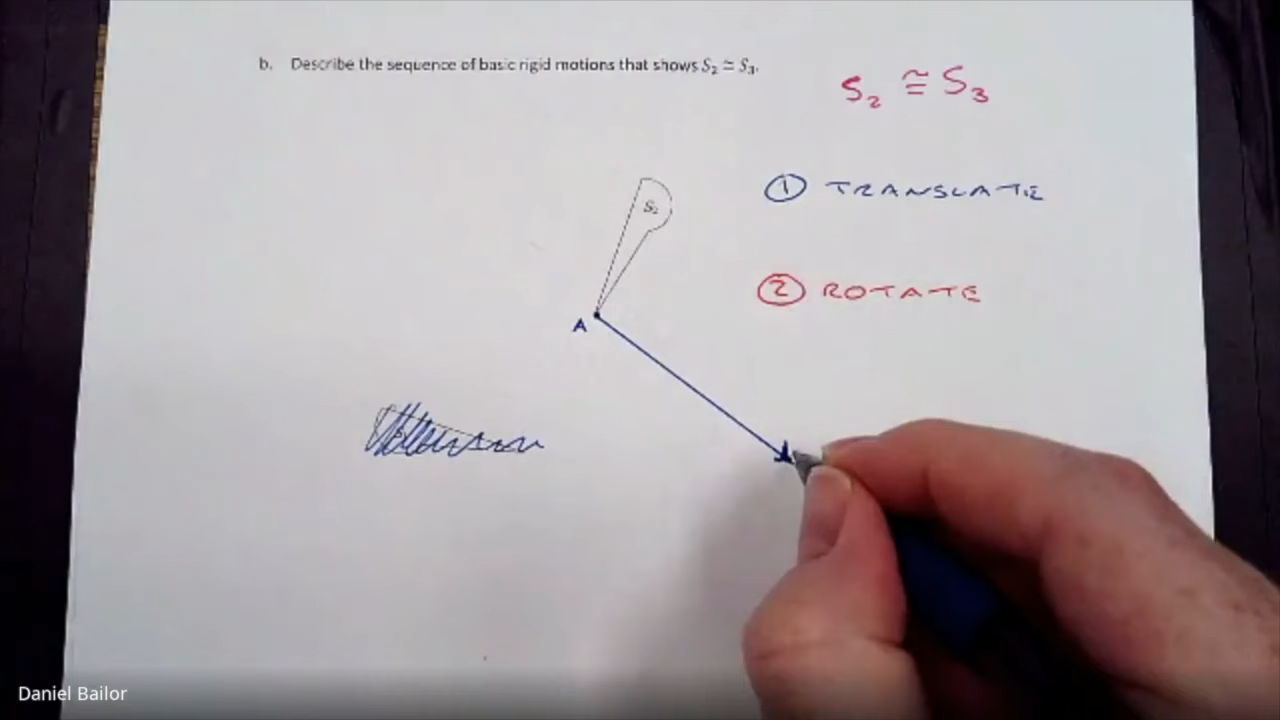 b. Describe the sequence of basic rigid motions that shows S₂ ≅ S₃.
S₂ ≅ S₃
① TRANSLATE
S₂
② ROTATE
A
Daniel Bailor